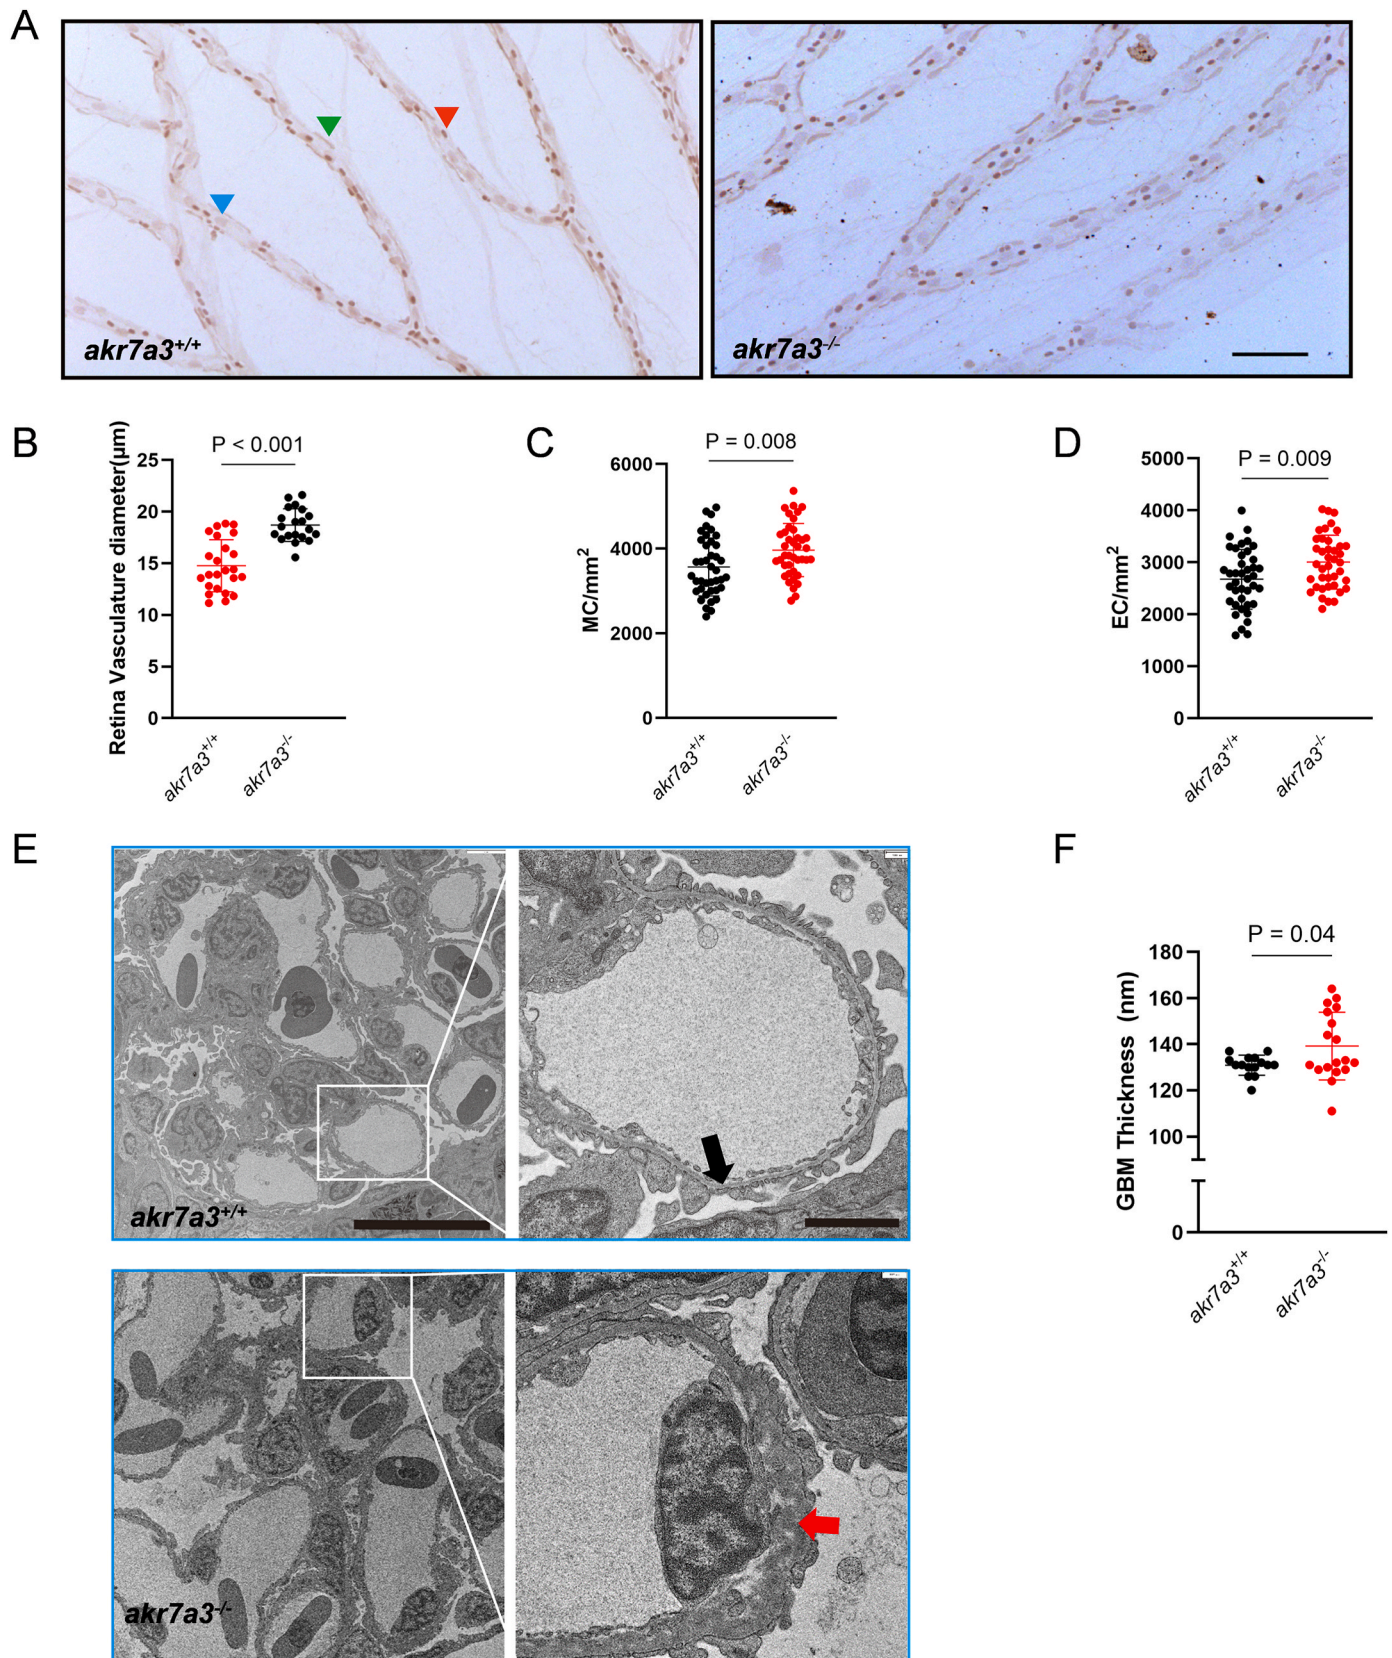 A
akr7a3+/+
akr7a3-/-
B
Retina Vasculature diameter(μm)
P < 0.001
25
20
15
10
5
0
akr7a3+/+
akr7a3-/-
C
MC/mm2
P = 0.008
6000
4000
2000
0
akr7a3+/+
akr7a3-/-
D
EC/mm2
P = 0.009
5000
4000
3000
2000
1000
0
akr7a3+/+
akr7a3-/-
E
akr7a3+/+
akr7a3-/-
F
GBM Thickness (nm)
P = 0.04
180
160
140
120
100
0
akr7a3+/+
akr7a3-/-